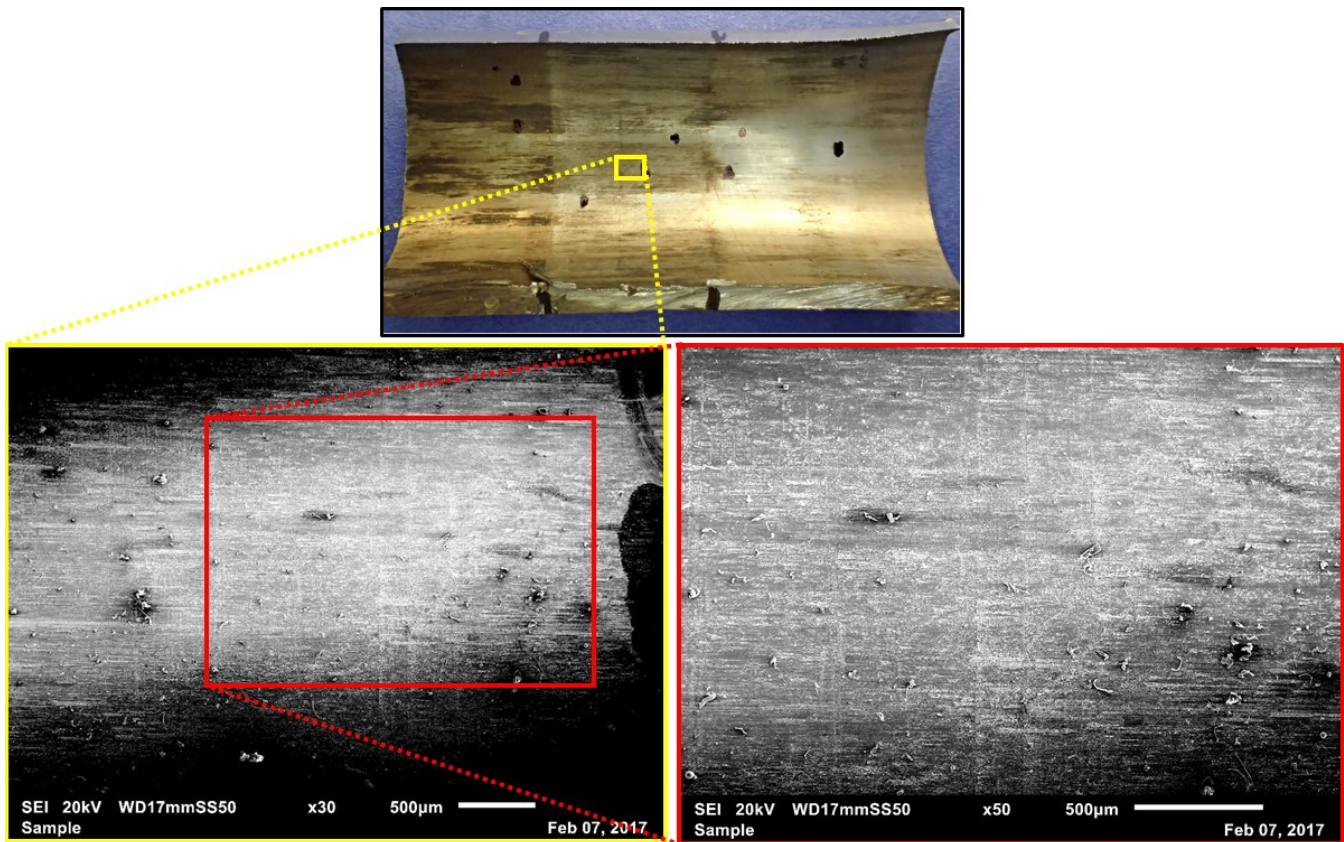 SEI 20kV WD17mmSS50 x30 500μm
Sample Feb 07, 2017
SEI 20kV WD17mmSS50 x50 500μm
Sample Feb 07, 2017